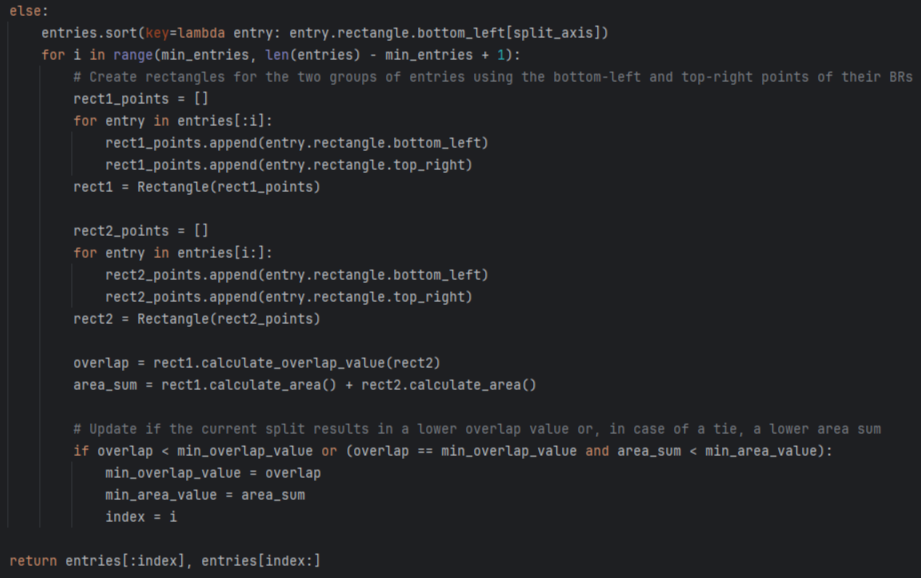 else:
    entries.sort(key=lambda entry: entry.rectangle.bottom_left[split_axis])
    for i in range(min_entries, len(entries) - min_entries + 1):
        # Create rectangles for the two groups of entries using the bottom-left and top-right points of their BRs
        rect1_points = []
        for entry in entries[:i]:
            rect1_points.append(entry.rectangle.bottom_left)
            rect1_points.append(entry.rectangle.top_right)
        rect1 = Rectangle(rect1_points)

        rect2_points = []
        for entry in entries[i:]:
            rect2_points.append(entry.rectangle.bottom_left)
            rect2_points.append(entry.rectangle.top_right)
        rect2 = Rectangle(rect2_points)

        overlap = rect1.calculate_overlap_value(rect2)
        area_sum = rect1.calculate_area() + rect2.calculate_area()

        # Update if the current split results in a lower overlap value or, in case of a tie, a lower area sum
        if overlap < min_overlap_value or (overlap == min_overlap_value and area_sum < min_area_value):
            min_overlap_value = overlap
            min_area_value = area_sum
            index = i

return entries[:index], entries[index:]